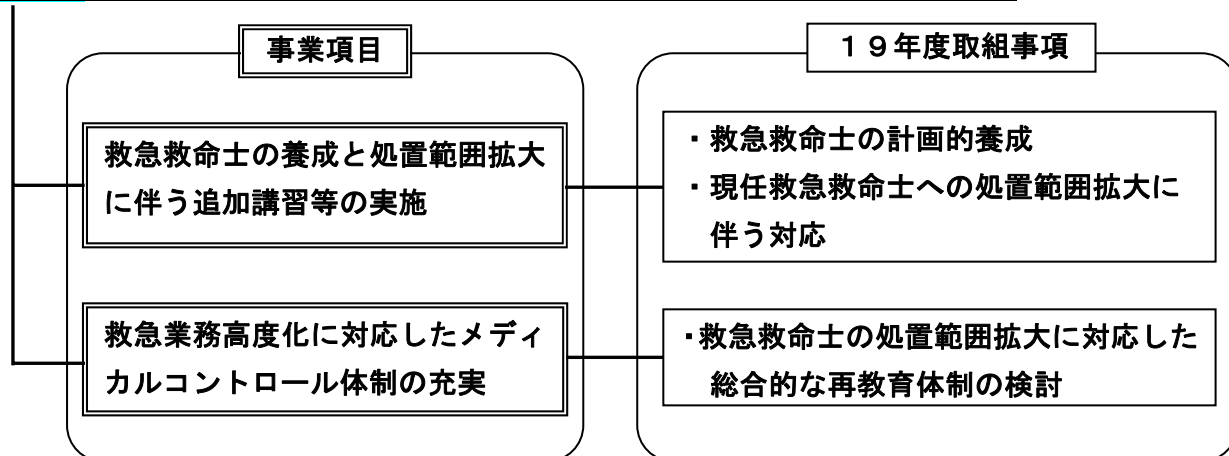 事業項目
１９年度取組事項
救急救命士の養成と処置範囲拡大
に伴う追加講習等の実施
・救急救命士の計画的養成
・現任救急救命士への処置範囲拡大に
伴う対応
救急業務高度化に対応したメディ
カルコントロール体制の充実
・救急救命士の処置範囲拡大に対応した
総合的な再教育体制の検討